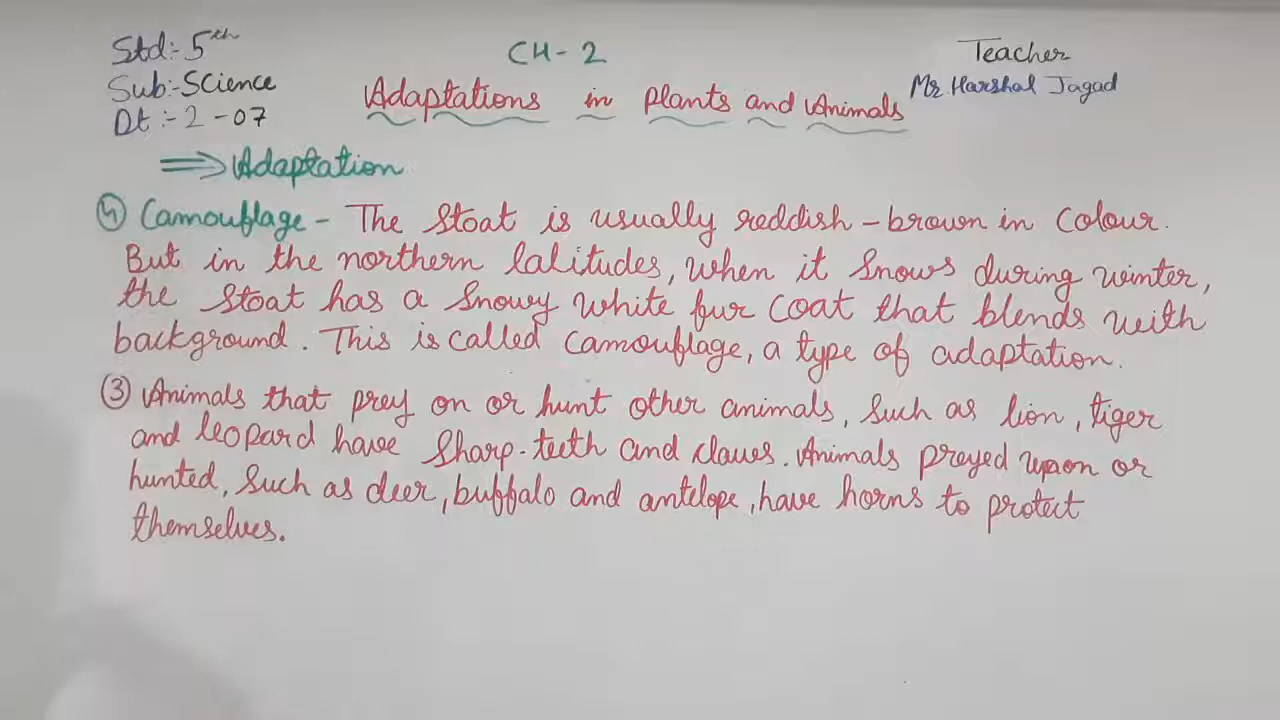 Std:- 5th
Sub:- Science
Dt :- 2 - 07
CH - 2
Adaptations in plants and Animals
Teacher
Mr Harshal Jagad
⇒ Adaptation
④ Camouflage - The Stoat is usually reddish - brown in Colour.
But in the northern latitudes, when it snows during winter,
the stoat has a snowy white fur coat that blends with
background. This is called camouflage, a type of adaptation.
③ Animals that prey on or hunt other animals, such as lion, tiger
and leopard have sharp-teeth and claws. Animals preyed upon or
hunted, such as deer, buffalo and antelope, have horns to protect
themselves.